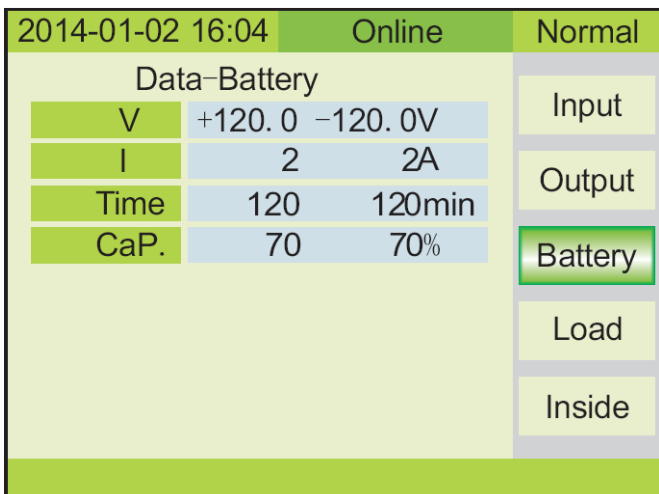 2014-01-02 16:04 Online Normal
Data-Battery
V +120.0 -120.0V
I 2 2A
Time 120 120min
CaP. 70 70%
Input
Output
Battery
Load
Inside